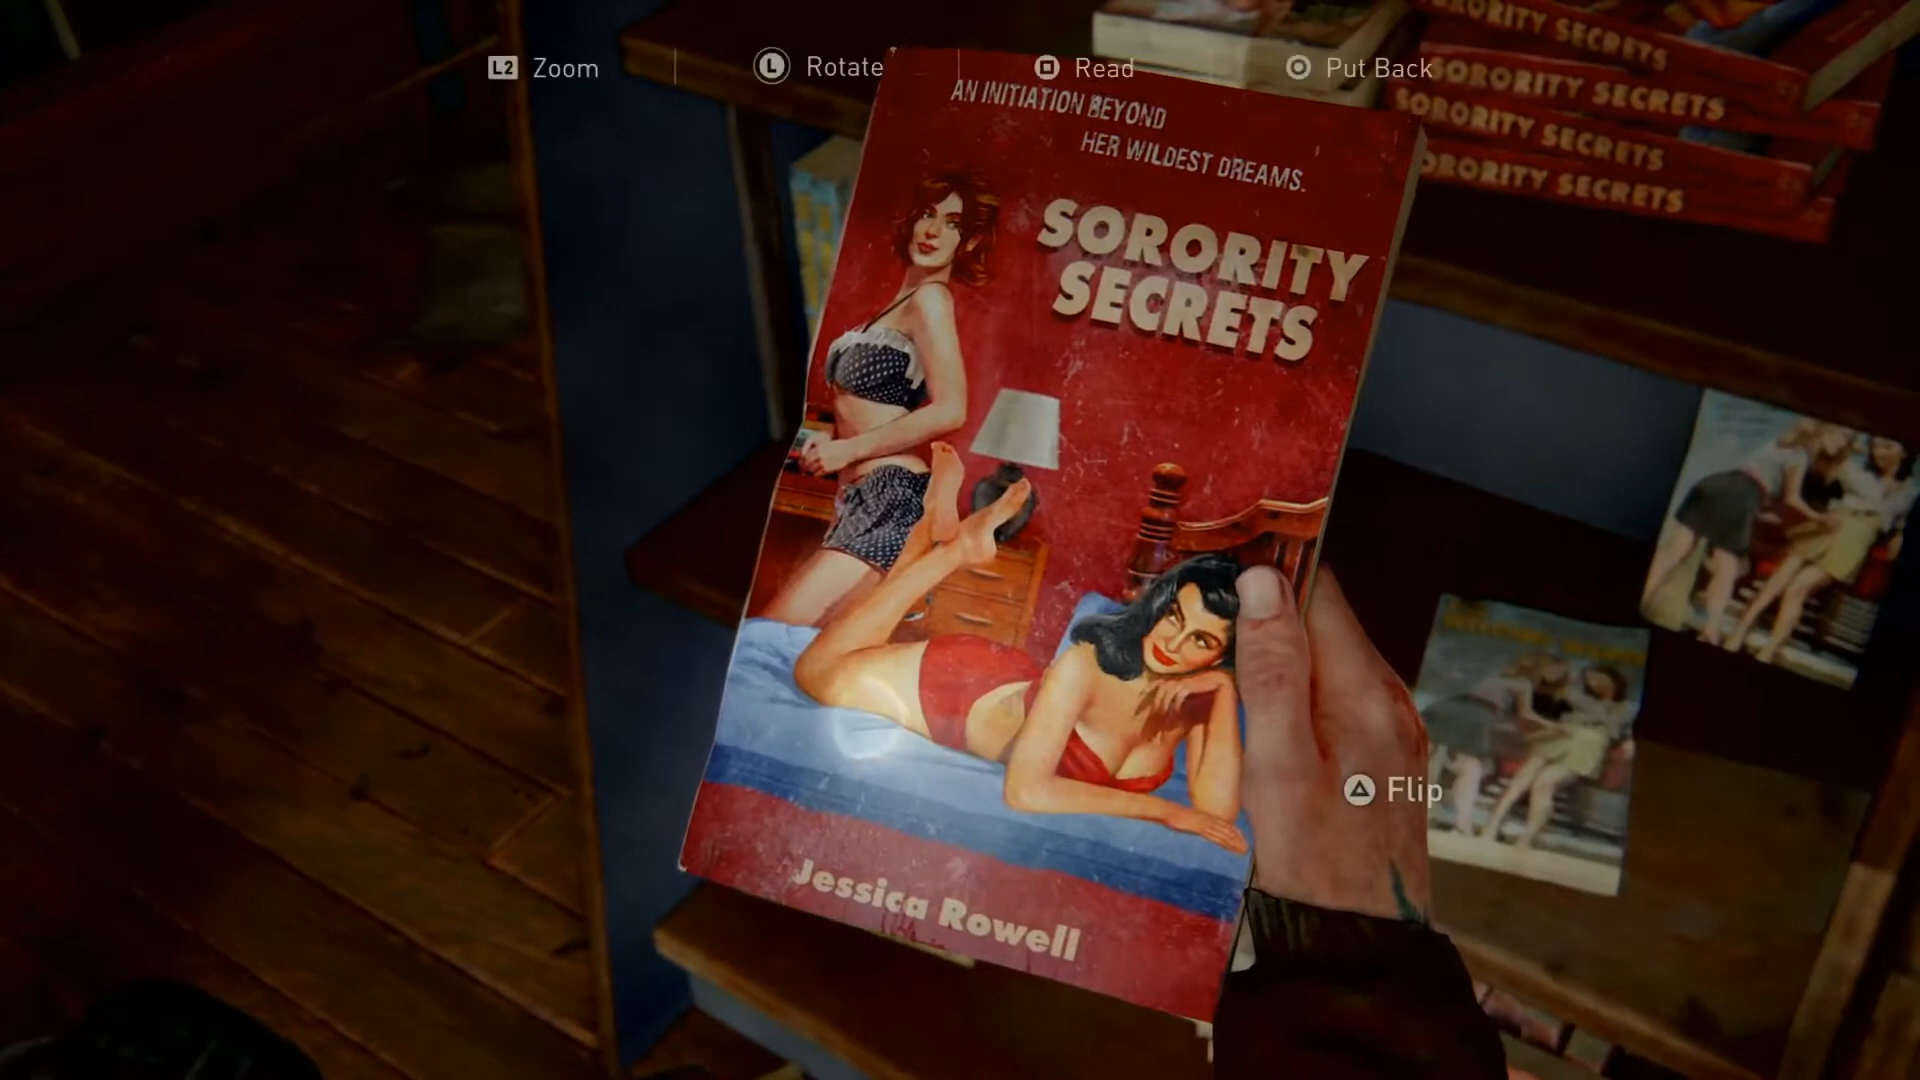 L2 Zoom
L Rotate
Read
Put Back
AN INITIATION BEYOND
HER WILDEST DREAMS.
SORORITY
SECRETS
Jessica Rowell
Flip
SORORITY SECRETS
SORORITY SECRETS
SORORITY SECRETS
SORORITY SECRETS